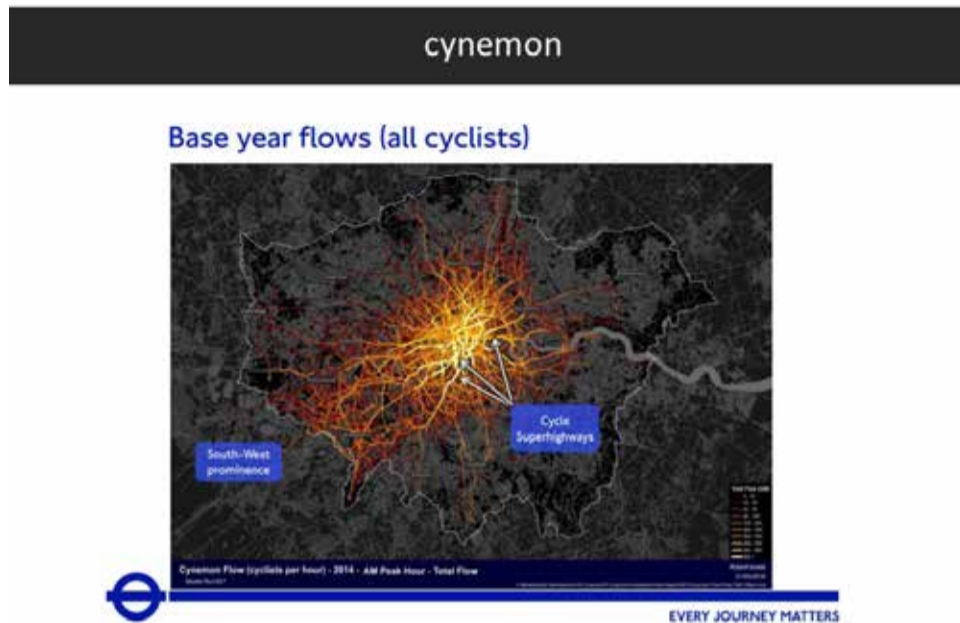 cynemon
Base year flows (all cyclists)
Cycle
Superhighways
South-West
prominence
Cynemon Flow (cyclists per hour) - 2014 - AM Peak Hour - Total Flow
EVERY JOURNEY MATTERS